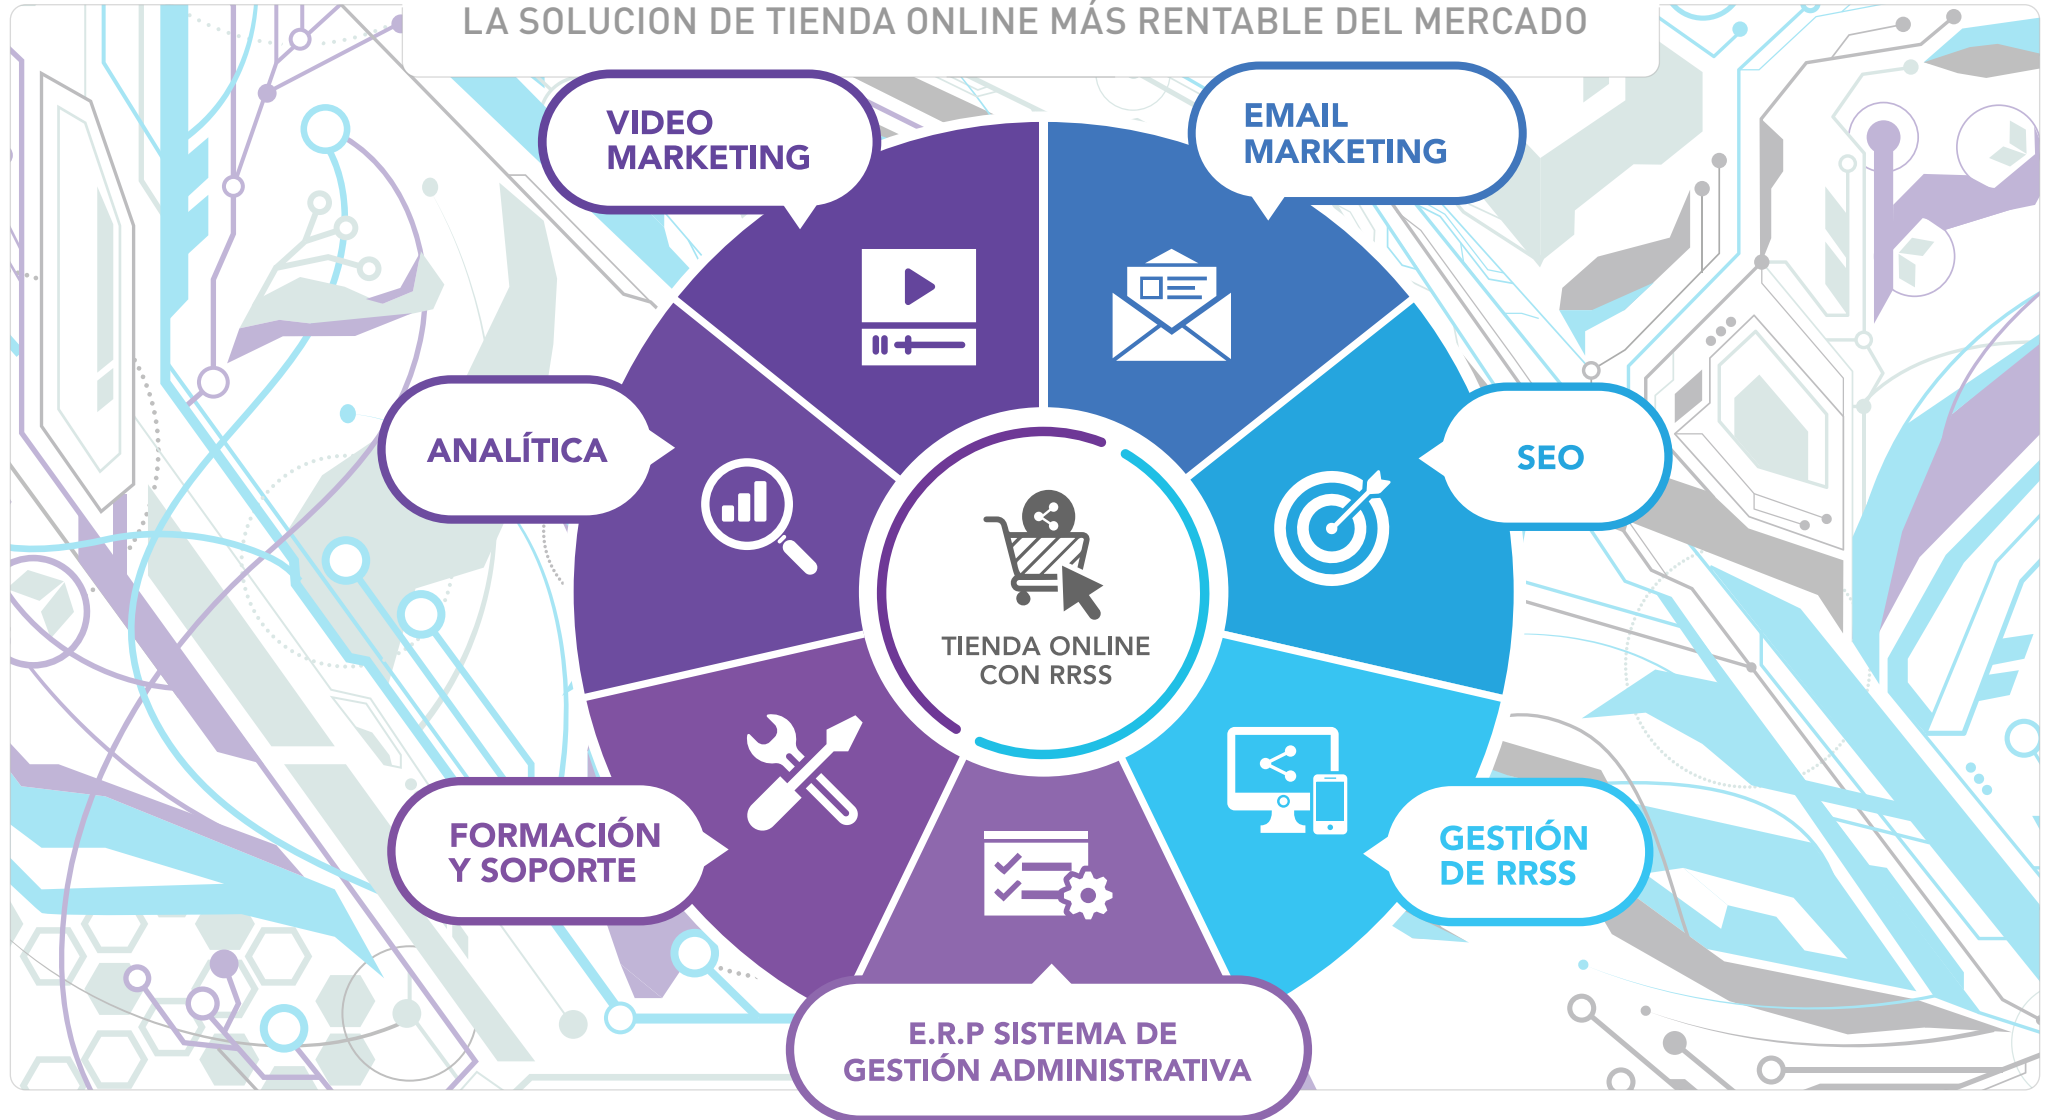 LA SOLUCION DE TIENDA ONLINE MÁS RENTABLE DEL MERCADO
VIDEO
MARKETING
EMAIL
MARKETING
ANALÍTICA
SEO
TIENDA ONLINE
CON RRSS
FORMACIÓN
Y SOPORTE
GESTIÓN
DE RRSS
E.R.P SISTEMA DE
GESTIÓN ADMINISTRATIVA